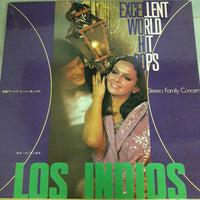 EXCELLENT
WORLD
HIT
POPS
Stereo Family Concert
LOS INDIOS